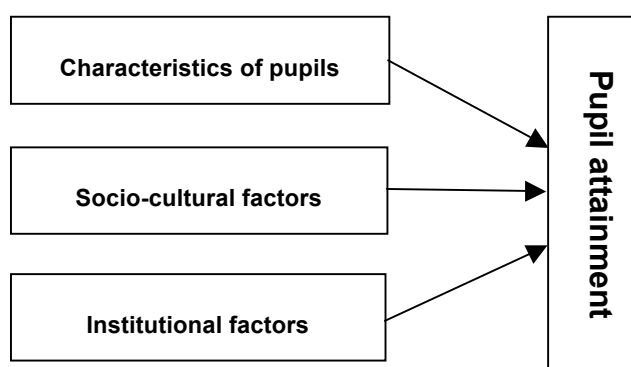 Characteristics of pupils
Socio-cultural factors
Institutional factors
Pupil attainment